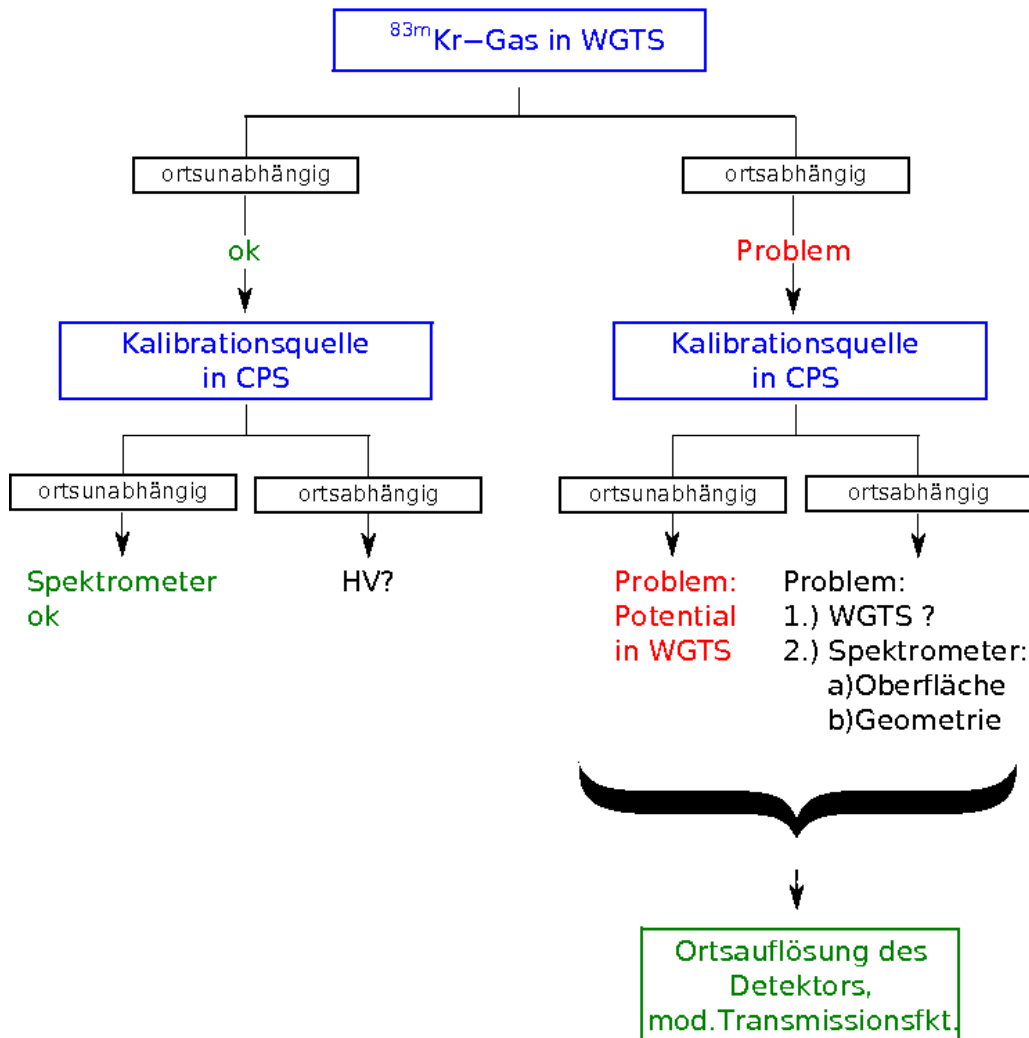 83mKr−Gas in WGTS
ortsunabhängig
ortsabhängig
ok
Problem
Kalibrationsquelle
in CPS
Kalibrationsquelle
in CPS
ortsunabhängig
ortsabhängig
ortsunabhängig
ortsabhängig
Spektrometer
ok
HV?
Problem:
Potential
in WGTS
Problem:
1.) WGTS ?
2.) Spektrometer:
a)Oberfläche
b)Geometrie
Ortsauflösung des
Detektors,
mod.Transmissionsfkt.